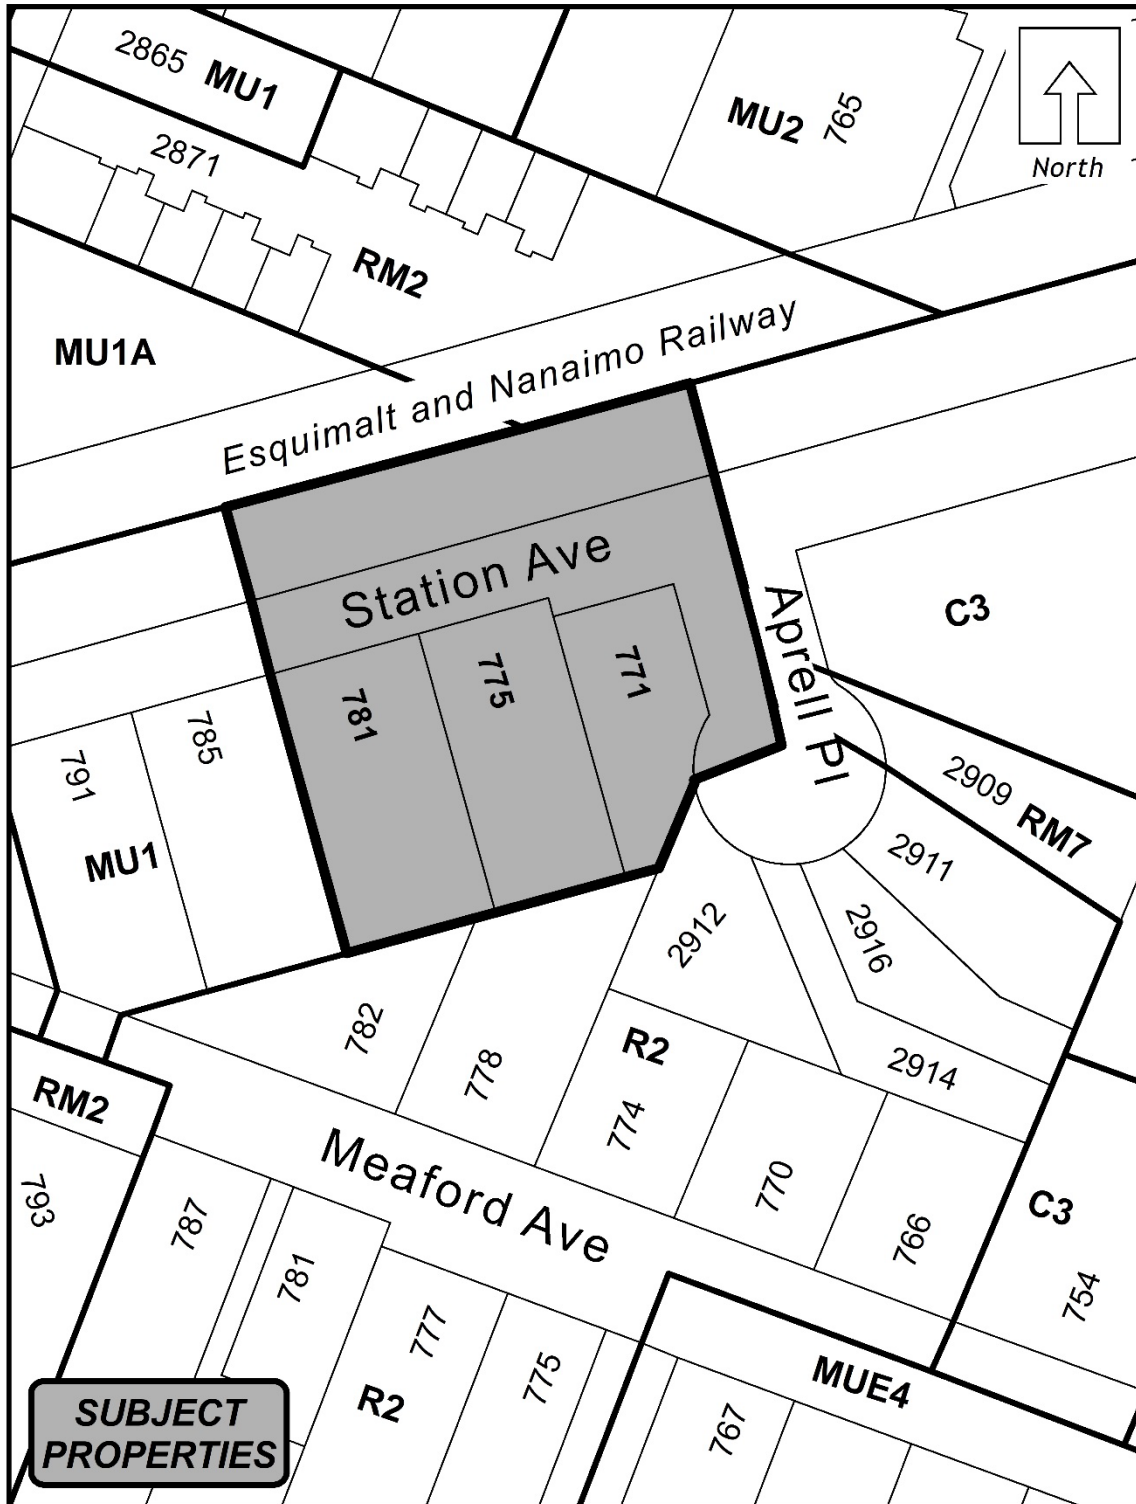 2865 MU1
MU2 765
North
2871
RM2
MU1A
Esquimalt and Nanaimo Railway
Station Ave
Aprell Pl
C3
781
775
771
785
791
MU1
2909 RM7
2911
2916
2912
2914
782
778
R2
774
770
766
RM2
793
Meaford Ave
787
781
777
775
R2
C3
754
MUE4
767
SUBJECT
PROPERTIES